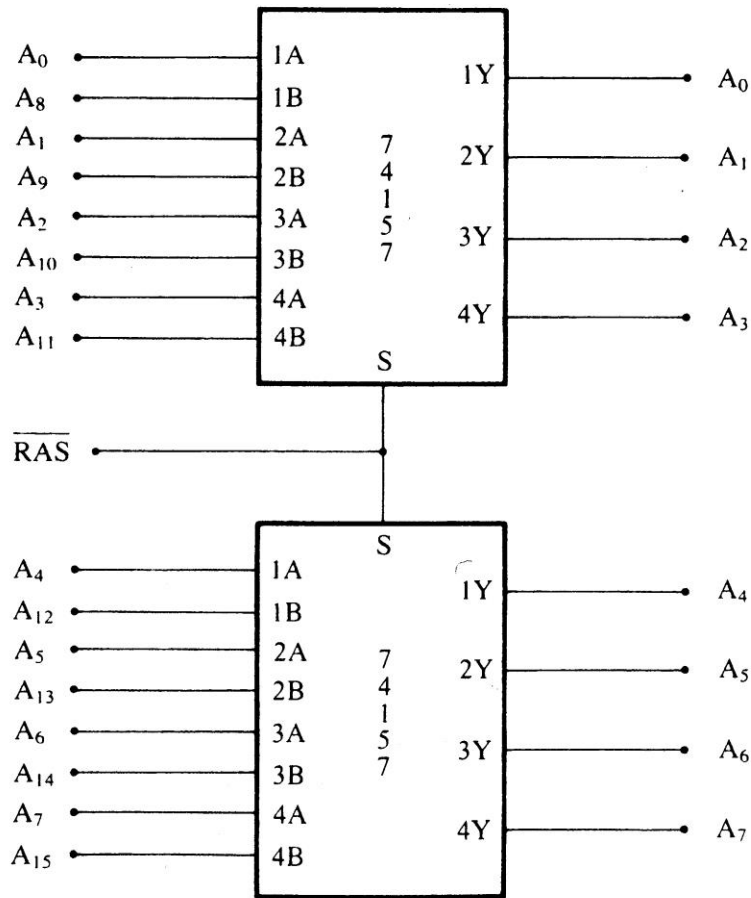 A₀ 1A
A₈ 1B
1Y A₀
A₁ 2A
A₉ 2B
2Y A₁
A₂ 3A
A₁₀ 3B
3Y A₂
A₃ 4A
A₁₁ 4B
4Y A₃
7
4
1
5
7
S
R̅A̅S̅
S
A₄ 1A
A₁₂ 1B
1Y A₄
A₅ 2A
A₁₃ 2B
2Y A₅
A₆ 3A
A₁₄ 3B
3Y A₆
A₇ 4A
A₁₅ 4B
4Y A₇
7
4
1
5
7